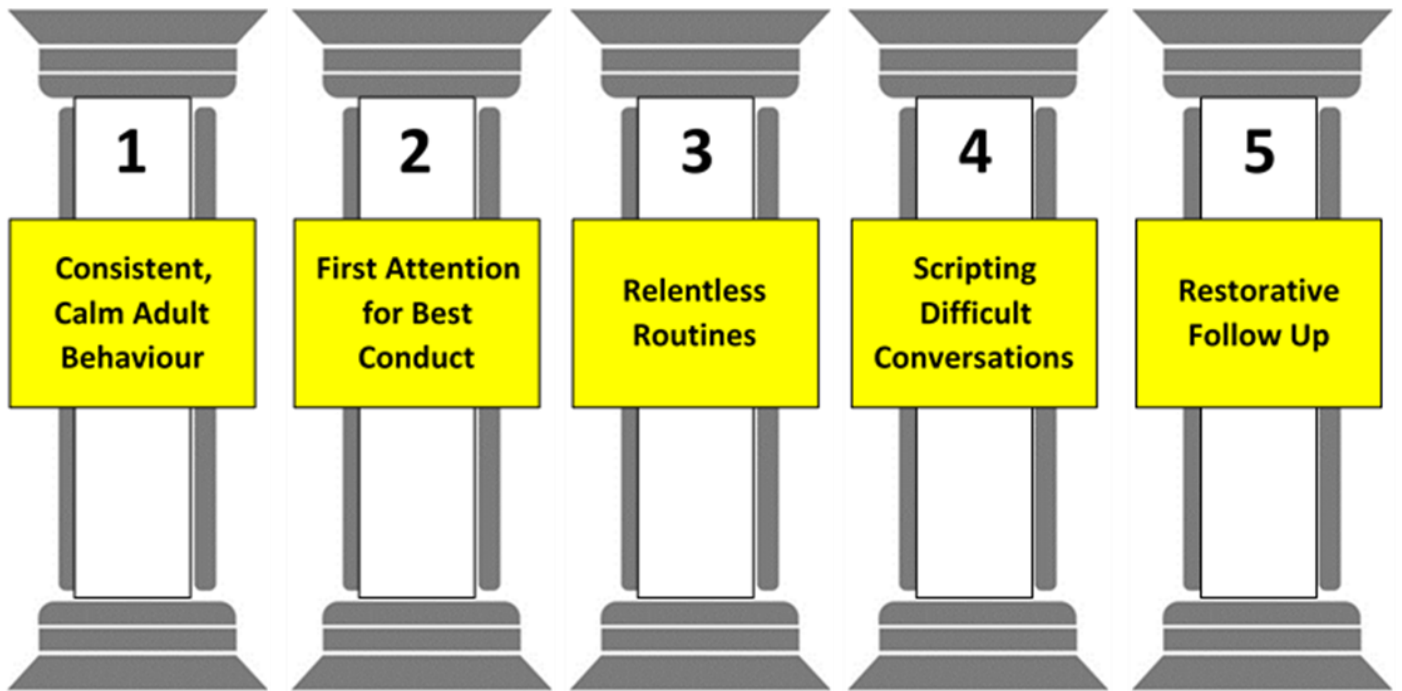 1
Consistent,
Calm Adult
Behaviour
2
First Attention
for Best
Conduct
3
Relentless
Routines
4
Scripting
Difficult
Conversations
5
Restorative
Follow Up